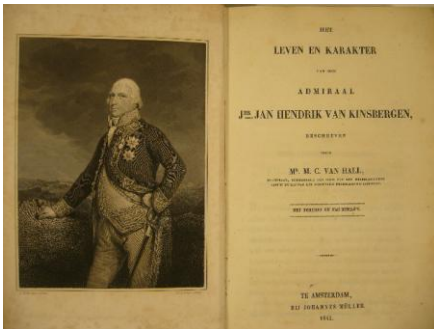 HET
LEVEN EN KARAKTER
VAN DEN
ADMIRAAL
JHR. JAN HENDRIK VAN KINSBERGEN,
BESCHREVEN
DOOR
Mr. M. C. VAN HALL,
MET PORTRET EN FAC-SIMILE.
TE AMSTERDAM,
BIJ JOHANNES MÜLLER.